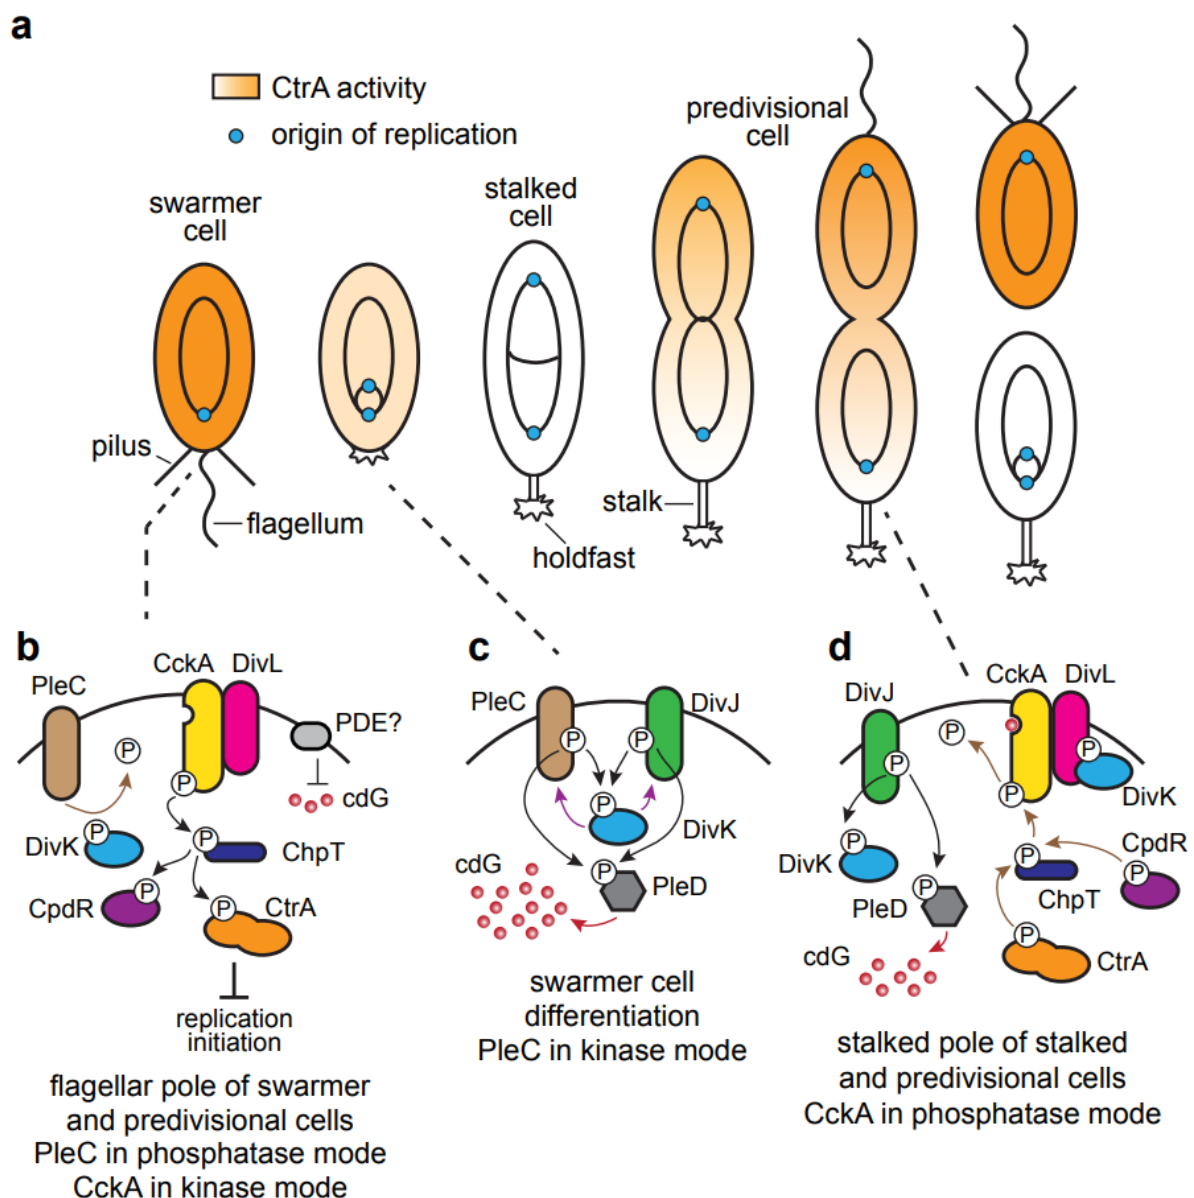 a
CtrA activity
origin of replication
swarmer
cell
stalked
cell
predivisional
cell
pilus
flagellum
stalk
holdfast
b
PleC
CckA
DivL
PDE?
P
cdG
P
P
DivK
P
ChpT
P
CpdR
P
CtrA
replication
initiation
flagellar pole of swarmer
and predivisional cells
PleC in phosphatase mode
CckA in kinase mode
c
PleC
DivJ
P
P
P
DivK
cdG
P
PleD
swarmer cell
differentiation
PleC in kinase mode
d
DivJ
CckA
DivL
P
P
P
P
DivK
P
DivK
CpdR
P
P
ChpT
P
PleD
P
CtrA
cdG
stalked pole of stalked
and predivisional cells
CckA in phosphatase mode